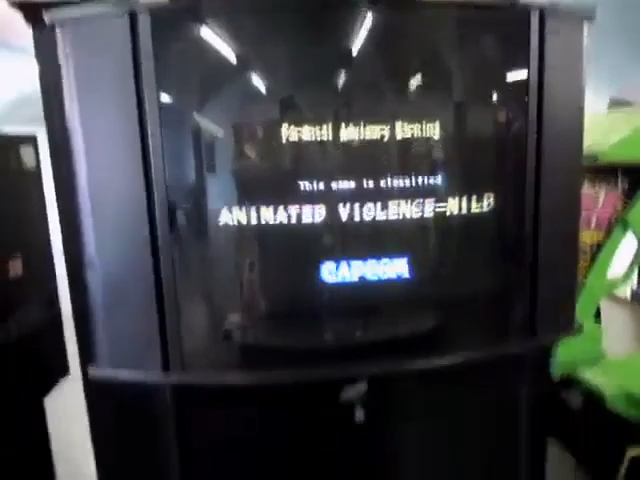 Parental Advisory Warning
This game is classified
ANIMATED VIOLENCE=MILD
CAPCOM